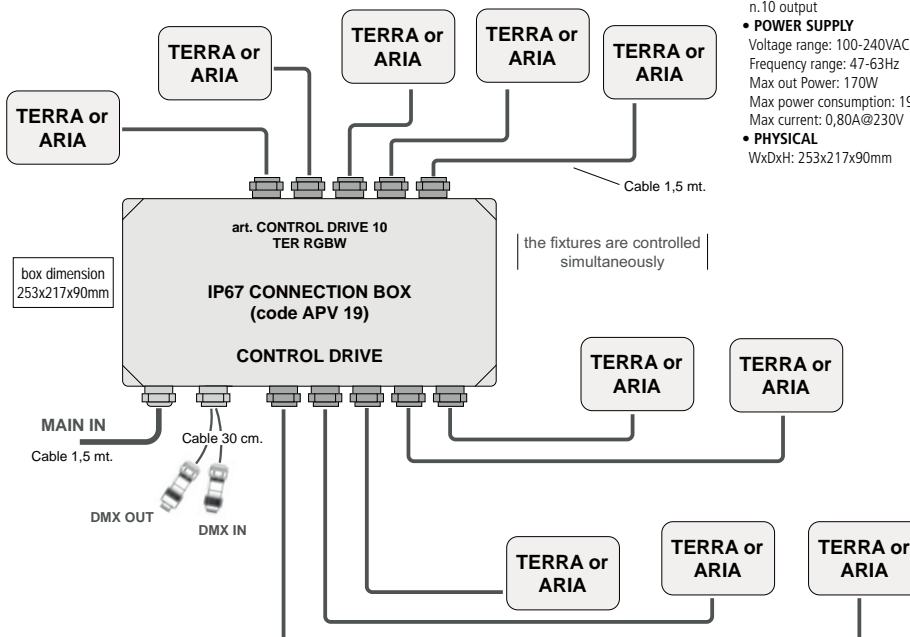 n.10 output
• POWER SUPPLY
Voltage range: 100-240VAC
Frequency range: 47-63Hz
Max out Power: 170W
Max power consumption: 19
Max current: 0,80A@230V
• PHYSICAL
WxDxH: 253x217x90mm
TERRA or
ARIA
TERRA or
ARIA
TERRA or
ARIA
TERRA or
ARIA
TERRA or
ARIA
Cable 1,5 mt.
art. CONTROL DRIVE 10
TER RGBW
the fixtures are controlled
simultaneously
box dimension
253x217x90mm
IP67 CONNECTION BOX
(code APV 19)
CONTROL DRIVE
TERRA or
ARIA
TERRA or
ARIA
MAIN IN
Cable 1,5 mt.
Cable 30 cm.
DMX OUT
DMX IN
TERRA or
ARIA
TERRA or
ARIA
TERRA or
ARIA